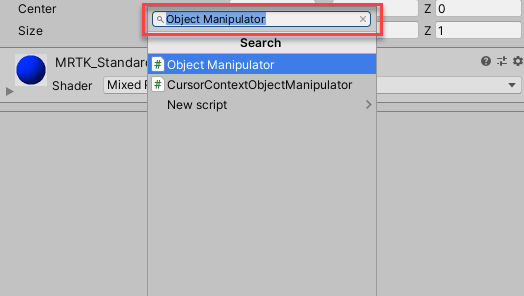 Center Z 0
Object Manipulator
Size Z 1
Search
MRTK_Standard
Object Manipulator
Shader Mixed
CursorContextObjectManipulator
New script